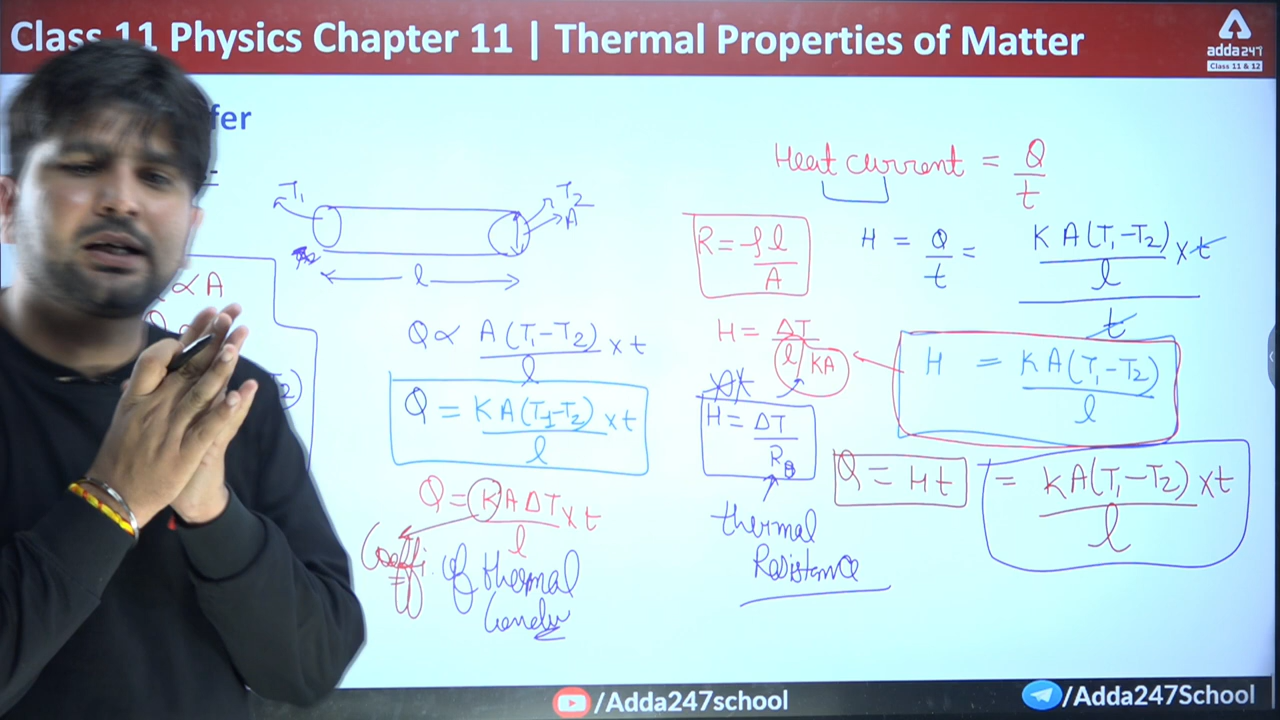 Class 11 Physics Chapter 11 | Thermal Properties of Matter
adda247
Class 11 & 12
fer
T₁
T₂
A
l
∝ A
Q ∝ A(T₁-T₂)/l × t
Q = KA(T₁-T₂)/l × t
Q = KAΔT/l × t
Coeffi. of thermal
Conduc
Heat current = Q/t
R = ρl/A
H = Q/t = KA(T₁-T₂)/l × t / t
H = ΔT/(l/KA)
H = KA(T₁-T₂)/l
H = ΔT/Rθ
thermal
Resistance
Q = Ht = KA(T₁-T₂)/l × t
/Adda247school
/Adda247School